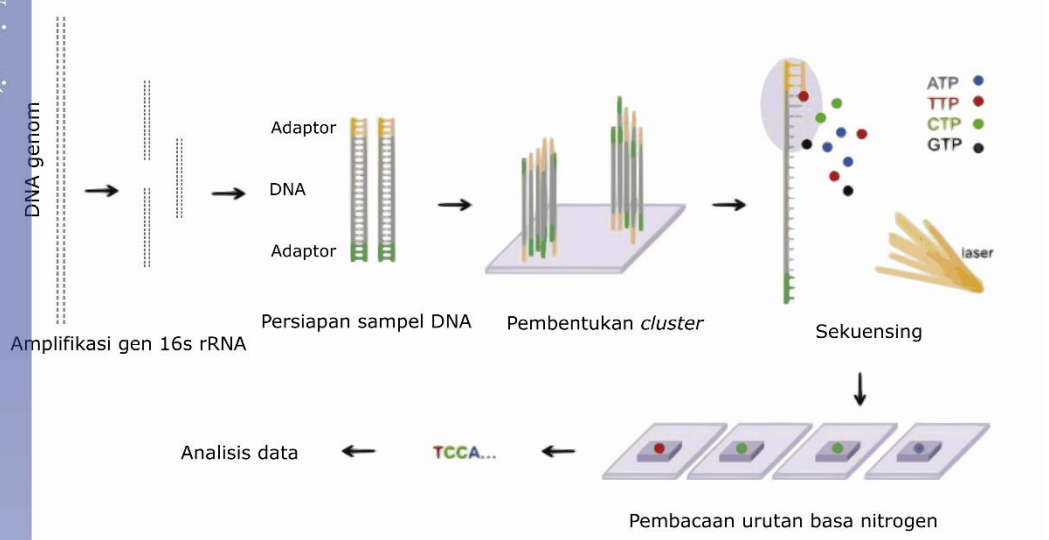 DNA genom
Amplifikasi gen 16s rRNA
Adaptor
DNA
Adaptor
Persiapan sampel DNA
Pembentukan cluster
ATP
TTP
CTP
GTP
laser
Sekuensing
Pembacaan urutan basa nitrogen
TCCA...
Analisis data